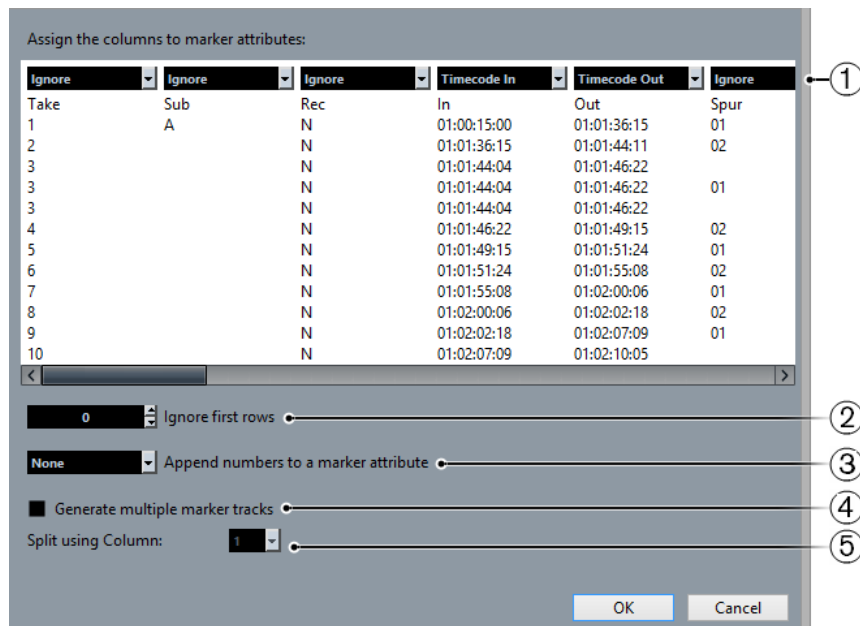 Assign the columns to marker attributes:
Ignore Ignore Ignore Timecode In Timecode Out Ignore
1
Take Sub Rec In Out Spur
1 A N 01:00:15:00 01:01:36:15 01
2 N 01:01:36:15 01:01:44:11 02
3 N 01:01:44:04 01:01:46:22
3 N 01:01:44:04 01:01:46:22 01
3 N 01:01:44:04 01:01:46:22
4 N 01:01:46:22 01:01:49:15 02
5 N 01:01:49:15 01:01:51:24 01
6 N 01:01:51:24 01:01:55:08 02
7 N 01:01:55:08 01:02:00:06 01
8 N 01:02:00:06 01:02:02:18 02
9 N 01:02:02:18 01:02:07:09 01
10 N 01:02:07:09 01:02:10:05
0 Ignore first rows 2
None Append numbers to a marker attribute 3
Generate multiple marker tracks 4
Split using Column: 1 5
OK Cancel